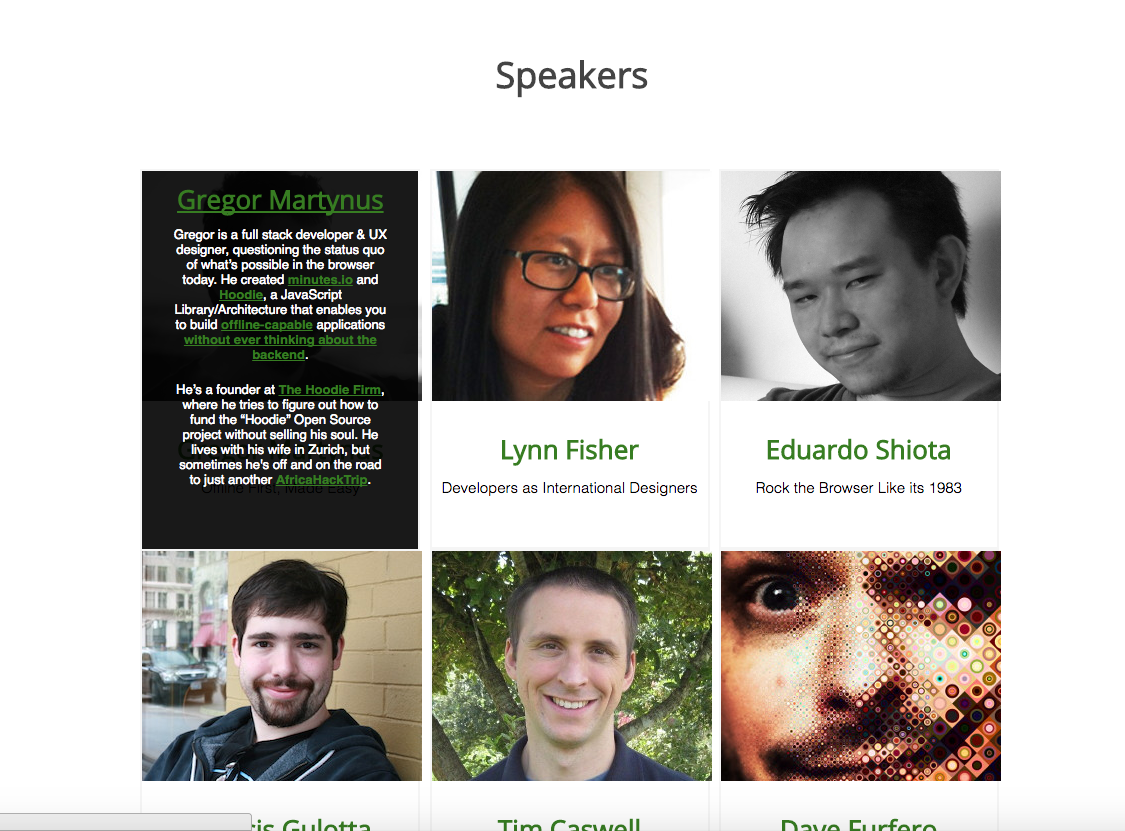 Speakers
Gregor Martynus
Gregor is a full stack developer & UX
designer, questioning the status quo
of what’s possible in the browser
today. He created minutes.io and
Hoodie, a JavaScript
Library/Architecture that enables you
to build offline-capable applications
without ever thinking about the
backend.
He’s a founder at The Hoodie Firm,
where he tries to figure out how to
fund the “Hoodie” Open Source
project without selling his soul. He
lives with his wife in Zurich, but
sometimes he's off and on the road
to just another AfricaHackTrip.
Offline First, Made Easy
Lynn Fisher
Developers as International Designers
Eduardo Shiota
Rock the Browser Like its 1983
Gulotta
Tim Caswell
Dave Furfero